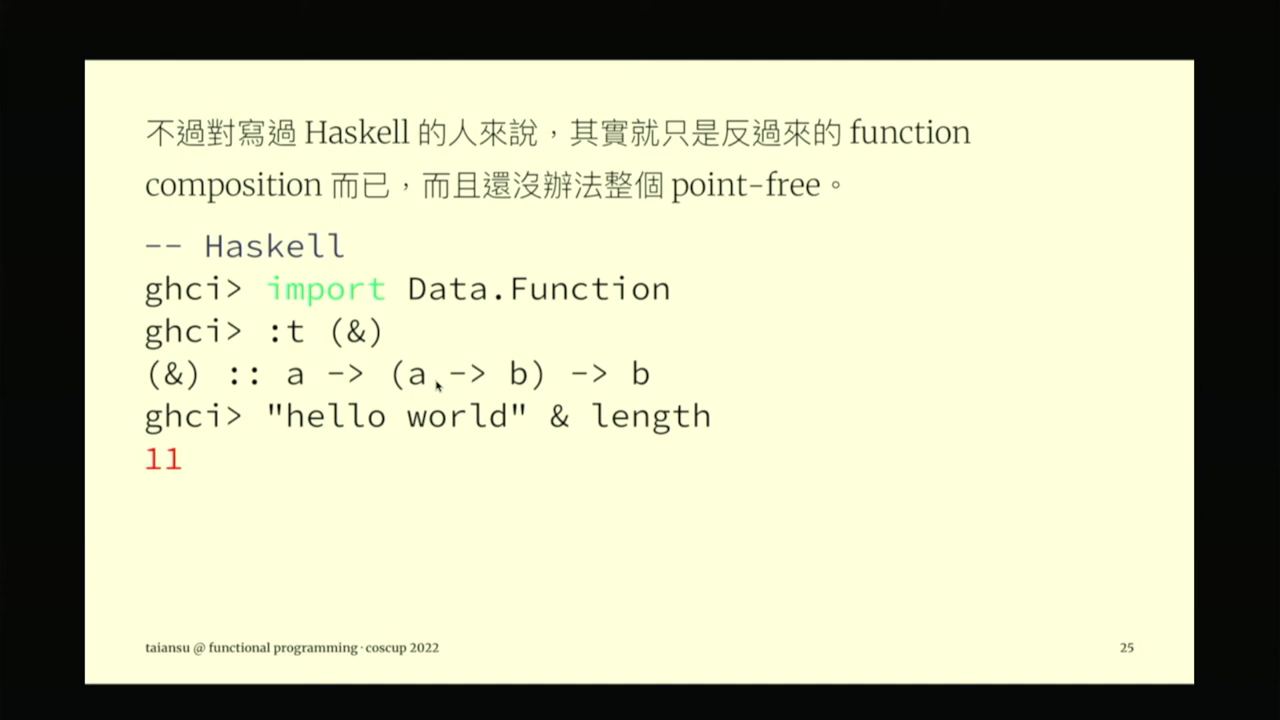 不過對寫過 Haskell 的人來說，其實就只是反過來的 function
composition 而已，而且還沒辦法整個 point-free。
-- Haskell
ghci> import Data.Function
ghci> :t (&)
(&) :: a -> (a -> b) -> b
ghci> "hello world" & length
11
taiansu @ functional programming · coscup 2022
25